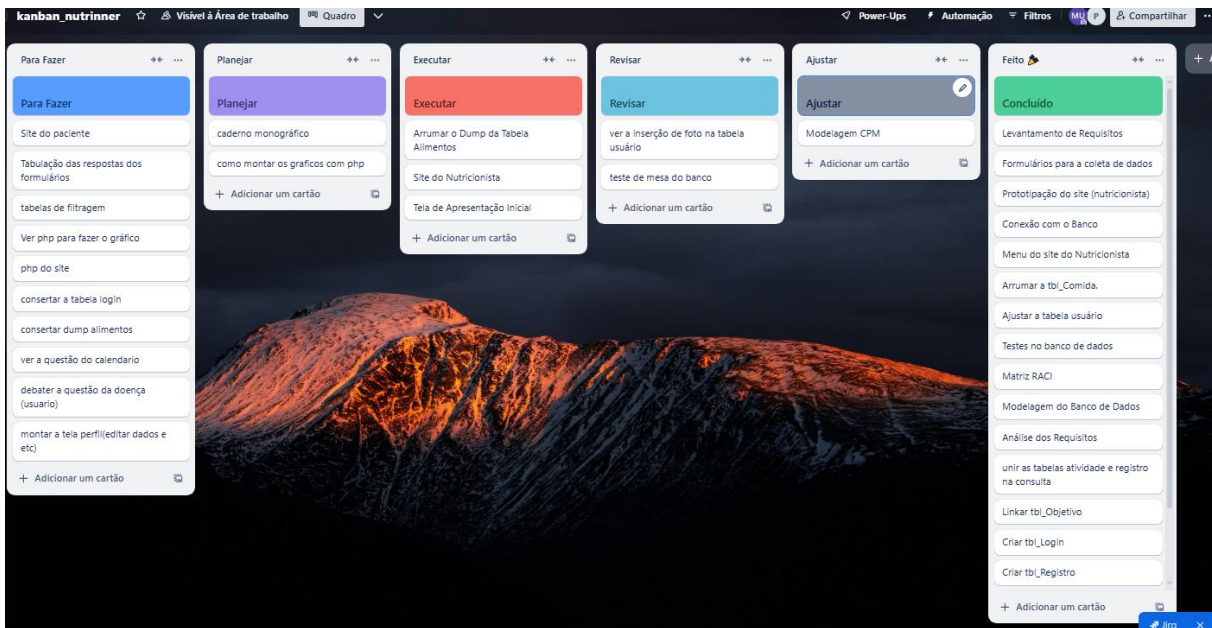 kanban_nutrinner Visível à Área de trabalho Quadro Power-Ups Automação Filtros MU P Compartilhar
Para Fazer
Para Fazer
Site do paciente
Tabulação das respostas dos
formulários
tabelas de filtragem
Ver php para fazer o gráfico
php do site
consertar a tabela login
consertar dump alimentos
ver a questão do calendario
debater a questão da doença
(usuario)
montar a tela perfil(editar dados e
etc)
+ Adicionar um cartão
Planejar
Planejar
caderno monográfico
como montar os graficos com php
+ Adicionar um cartão
Executar
Executar
Arrumar o Dump da Tabela
Alimentos
Site do Nutricionista
Tela de Apresentação Inicial
+ Adicionar um cartão
Revisar
Revisar
ver a inserção de foto na tabela
usuário
teste de mesa do banco
+ Adicionar um cartão
Ajustar
Ajustar
Modelagem CPM
+ Adicionar um cartão
Feito
Concluído
Levantamento de Requisitos
Formulários para a coleta de dados
Prototipação do site (nutricionista)
Conexão com o Banco
Menu do site do Nutricionista
Arrumar a tbl_Comida.
Ajustar a tabela usuário
Testes no banco de dados
Matriz RACI
Modelagem do Banco de Dados
Análise dos Requisitos
unir as tabelas atividade e registro
na consulta
Linkar tbl_Objetivo
Criar tbl_Login
Criar tbl_Registro
+ Adicionar um cartão
Jira